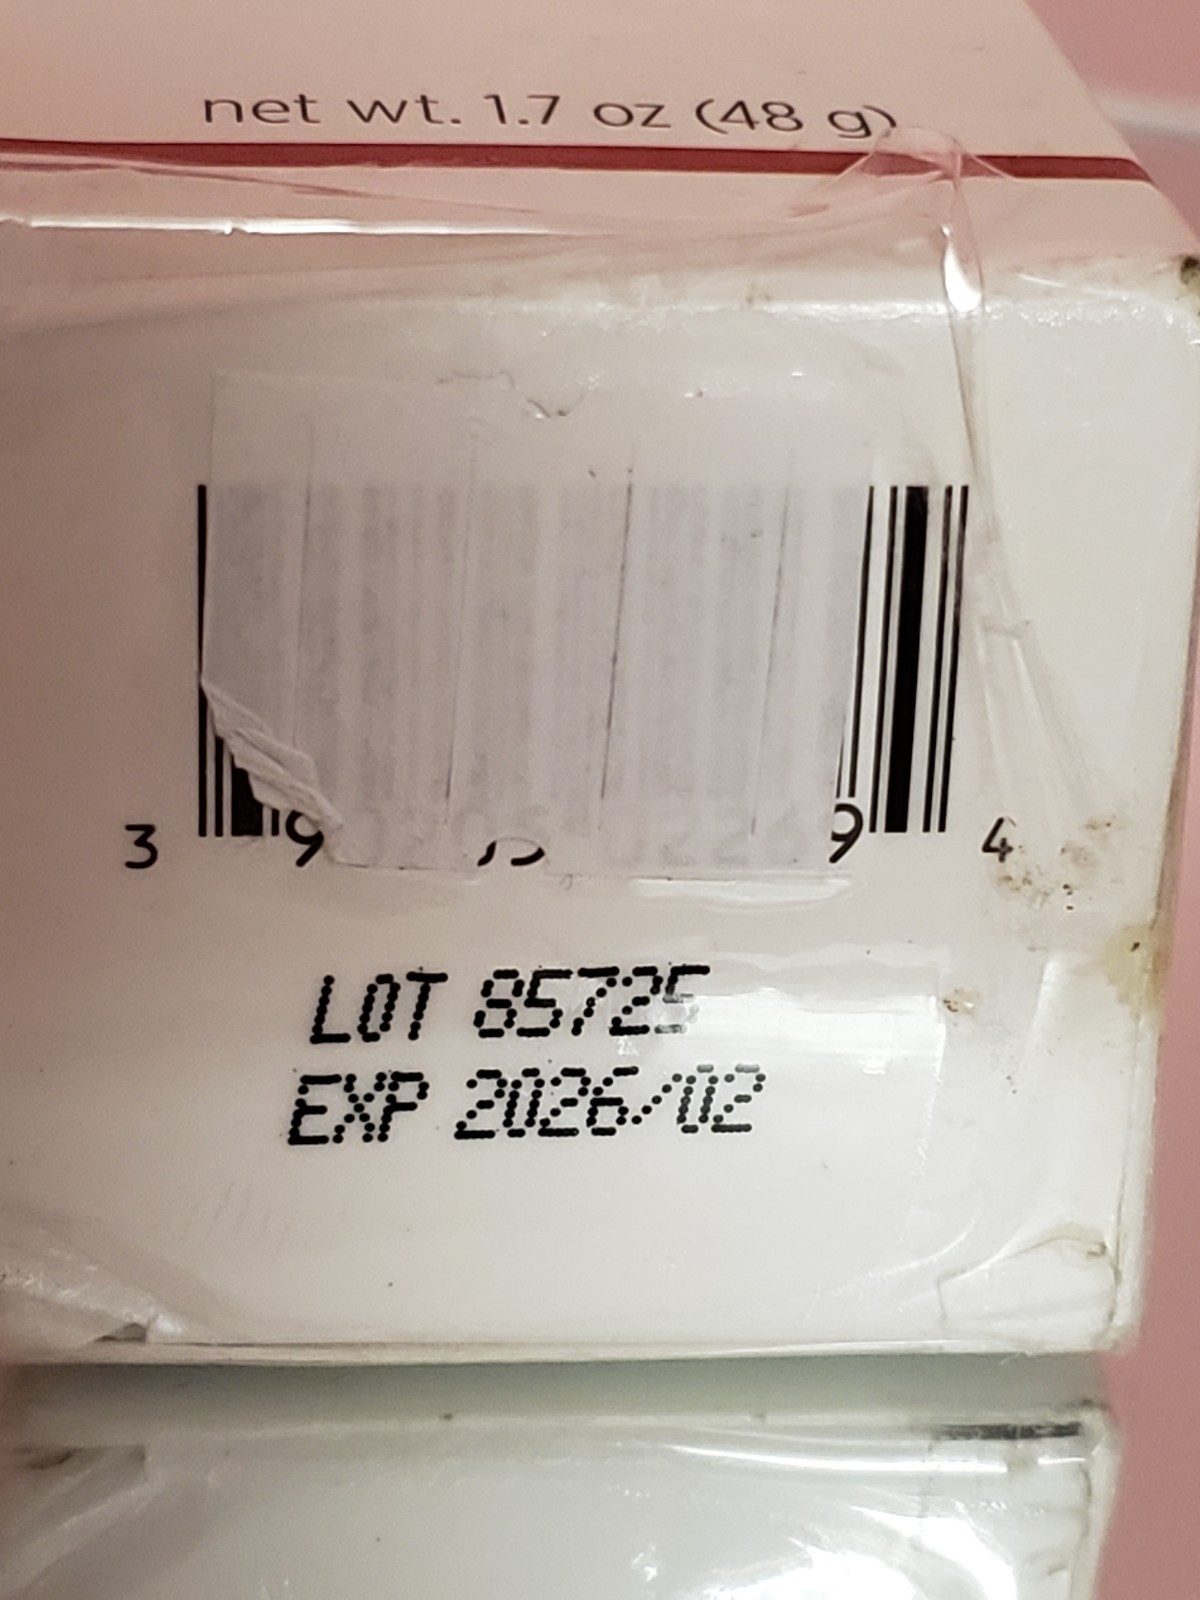 net wt. 1.7 oz (48 g)
3 9 9 4
LOT 85725
EXP 2026/02